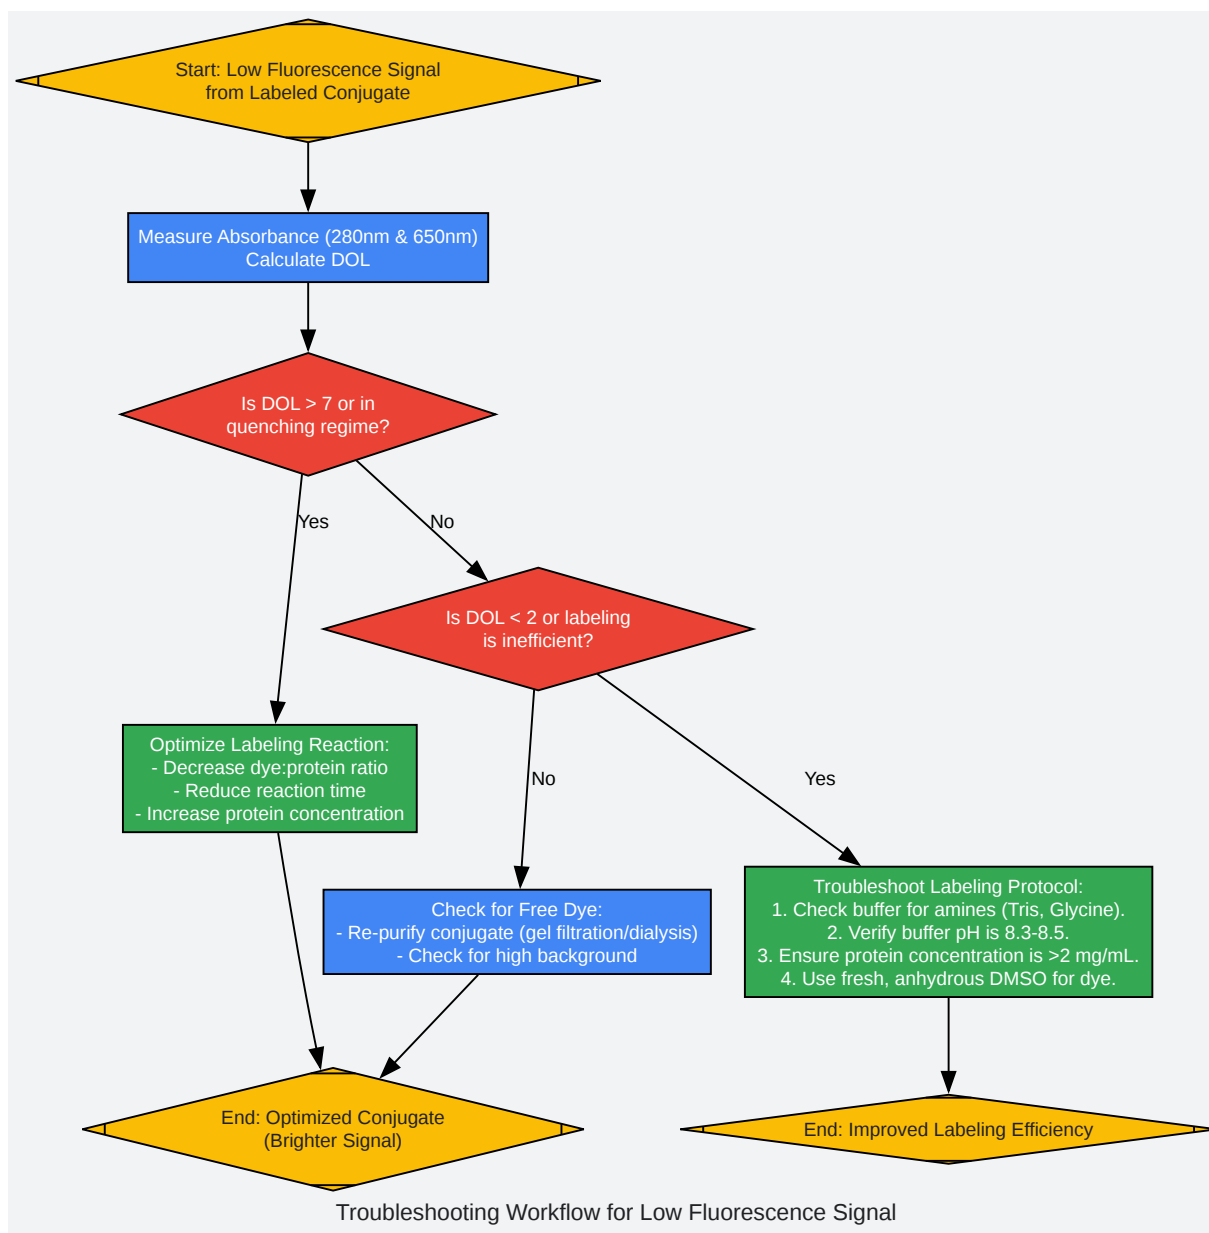 Start: Low Fluorescence Signal
from Labeled Conjugate
Measure Absorbance (280nm & 650nm)
Calculate DOL
Is DOL > 7 or in
quenching regime?
Yes
No
Is DOL < 2 or labeling
is inefficient?
Optimize Labeling Reaction:
- Decrease dye:protein ratio
- Reduce reaction time
- Increase protein concentration
No
Yes
Check for Free Dye:
- Re-purify conjugate (gel filtration/dialysis)
- Check for high background
Troubleshoot Labeling Protocol:
1. Check buffer for amines (Tris, Glycine).
2. Verify buffer pH is 8.3-8.5.
3. Ensure protein concentration is >2 mg/mL.
4. Use fresh, anhydrous DMSO for dye.
End: Optimized Conjugate
(Brighter Signal)
End: Improved Labeling Efficiency
Troubleshooting Workflow for Low Fluorescence Signal